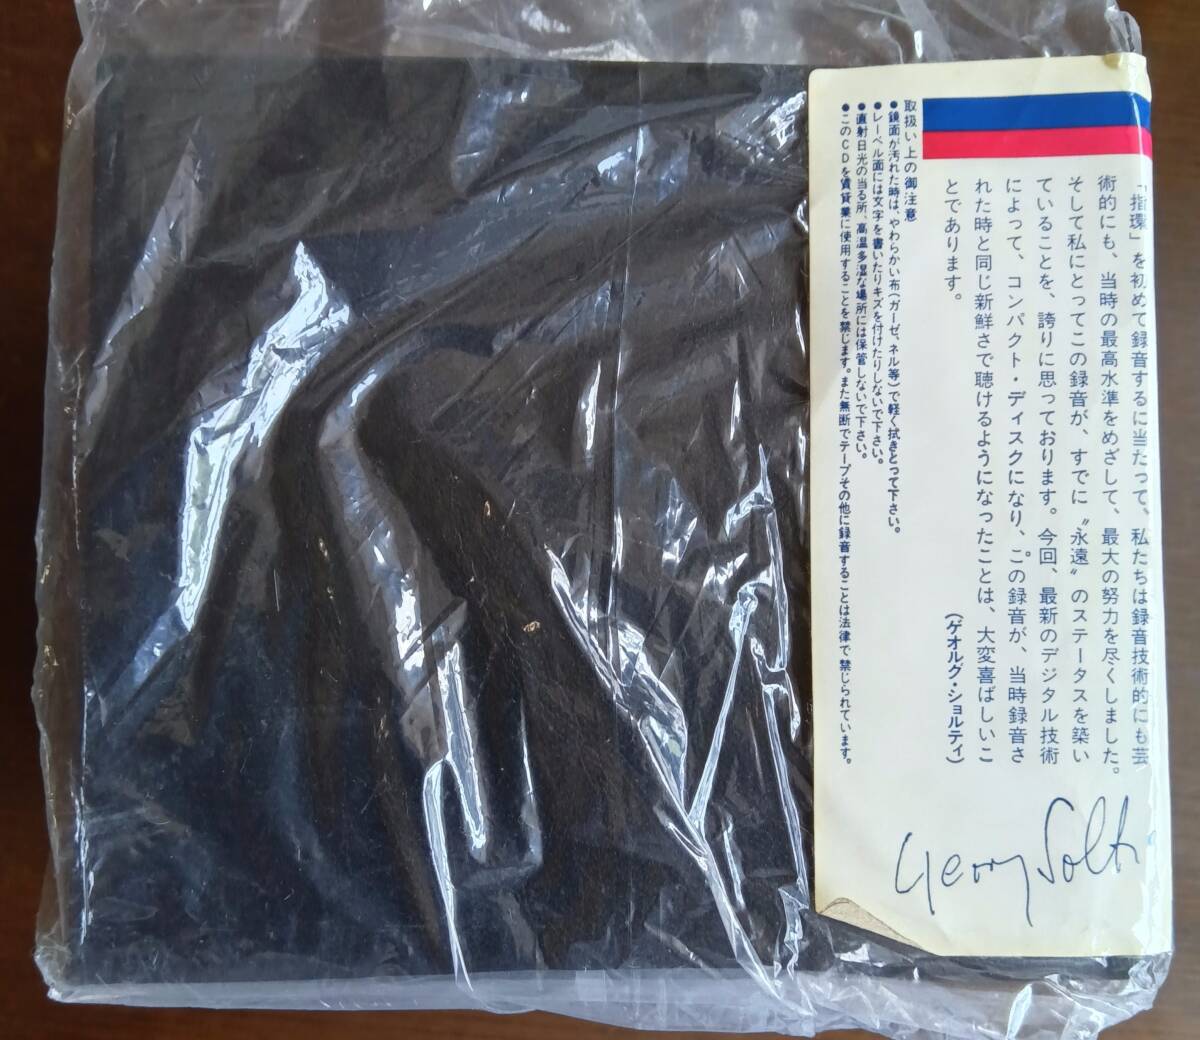 「指環」を初めて録音するに当たって、私たちは録音技術的にも芸
術的にも、当時の最高水準をめざして、最大の努力を尽くしました。
そして私にとってこの録音が、すでに〝永遠〟のステータスを築い
ていることを、誇りに思っております。今回、最新のデジタル技術
によって、コンパクト・ディスクになり、この録音が、当時録音さ
れた時と同じ新鮮さで聴けるようになったことは、大変喜ばしいこ
とであります。
(ゲオルグ・ショルティ)
取扱い上の御注意
●鏡面が汚れた時は、やわらかい布(ガーゼ、ネル等)で軽く拭きとって下さい。
●レーベル面には文字を書いたりキズを付けたりしないで下さい。
●直射日光の当る所、高温多湿な場所には保管しないで下さい。
●このCDを賃貸業に使用することを禁じます。また無断でテープその他に録音することは法律で禁じられています。
Georg Solti